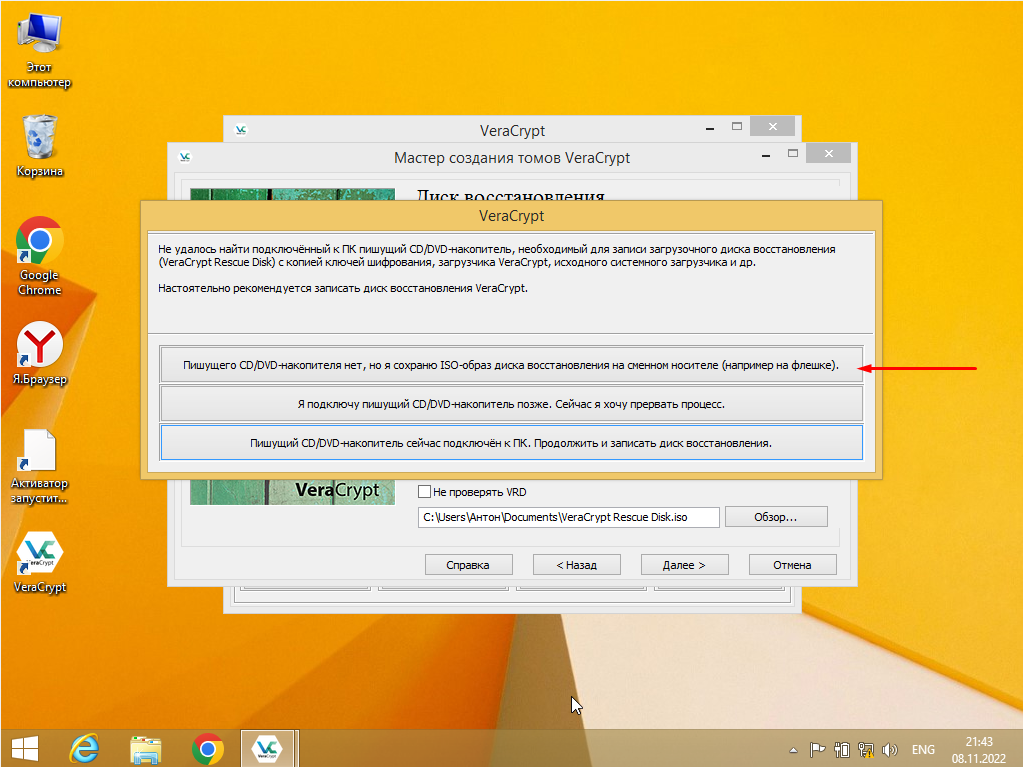 Этот
компьютер
Корзина
Google
Chrome
Я.Браузер
Активатор
запустит...
VeraCrypt
VeraCrypt
VeraCrypt
Мастер создания томов VeraCrypt
Диск восстановления
VeraCrypt
Не удалось найти подключённый к ПК пишущий CD/DVD-накопитель, необходимый для записи загрузочного диска восстановления
(VeraCrypt Rescue Disk) с копией ключей шифрования, загрузчика VeraCrypt, исходного системного загрузчика и др.
Настоятельно рекомендуется записать диск восстановления VeraCrypt.
Пишущего CD/DVD-накопителя нет, но я сохраню ISO-образ диска восстановления на сменном носителе (например на флешке).
Я подключу пишущий CD/DVD-накопитель позже. Сейчас я хочу прервать процесс.
Пишущий CD/DVD-накопитель сейчас подключён к ПК. Продолжить и записать диск восстановления.
VeraCrypt
Не проверять VRD
C:\Users\Антон\Documents\VeraCrypt Rescue Disk.iso
Обзор...
Справка
< Назад
Далее >
Отмена
VeraCrypt
ENG
21:43
08.11.2022